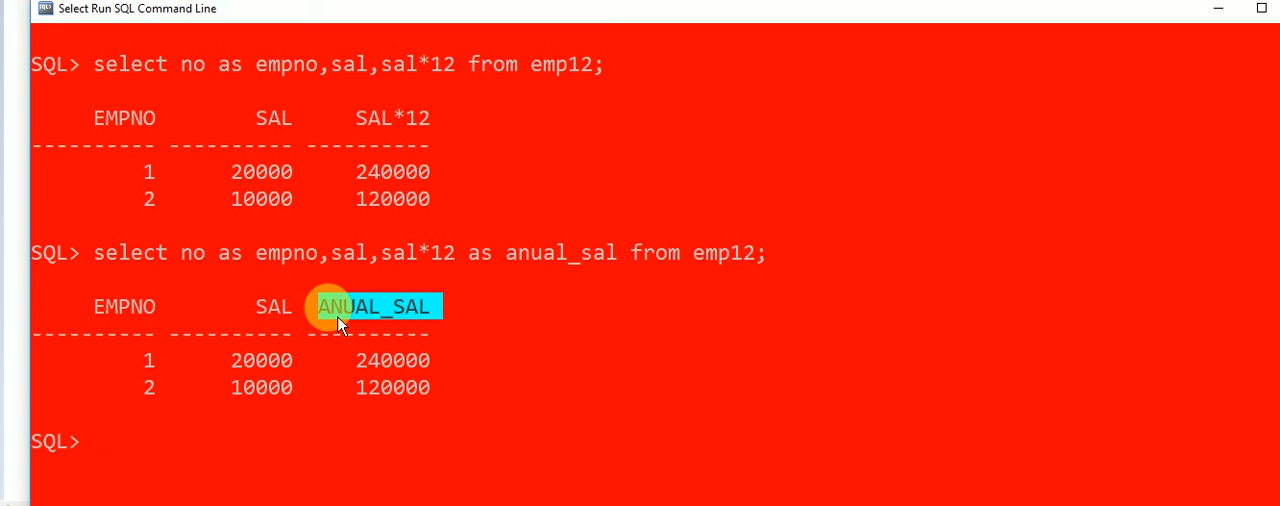 Select Run SQL Command Line
SQL> select no as empno,sal,sal*12 from emp12;
EMPNO SAL SAL*12
---------- ---------- ----------
1 20000 240000
2 10000 120000
SQL> select no as empno,sal,sal*12 as anual_sal from emp12;
EMPNO SAL ANUAL_SAL
---------- ---------- ----------
1 20000 240000
2 10000 120000
SQL>